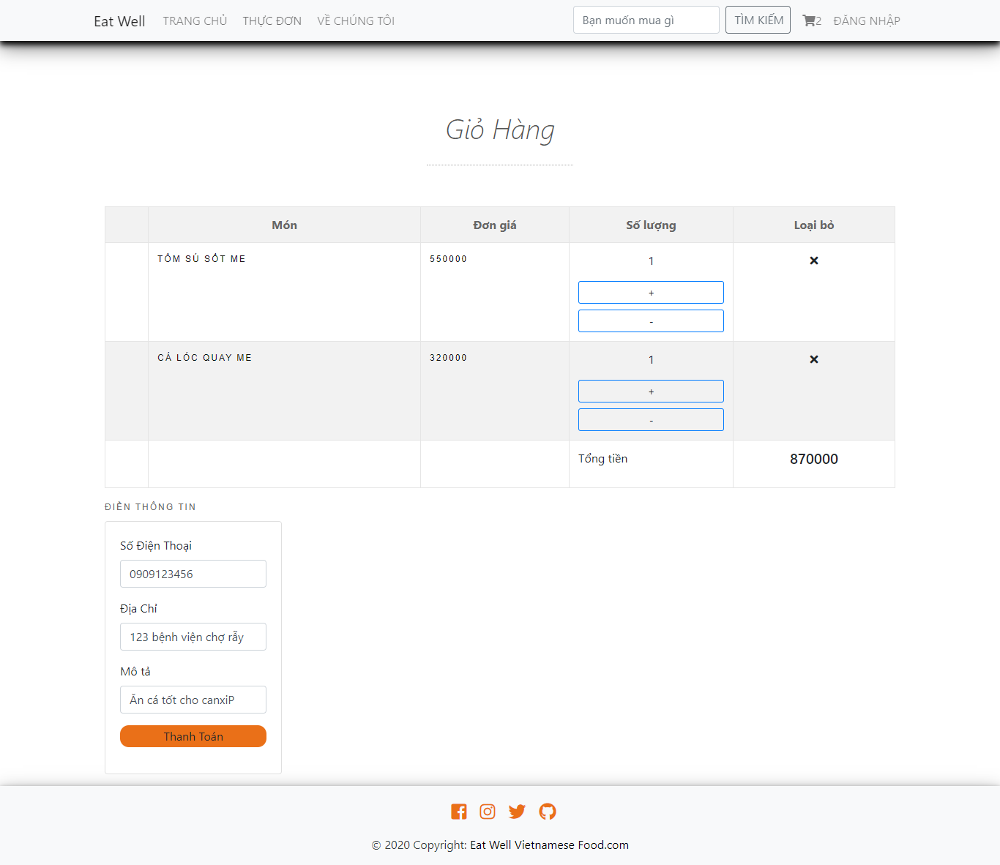 Eat Well TRANG CHỦ THỰC ĐƠN VỀ CHÚNG TÔI Bạn muốn mua gì TÌM KIẾM 2 ĐĂNG NHẬP
Giỏ Hàng
Món Đơn giá Số lượng Loại bỏ
TÔM SÚ SỐT ME 550000 1
+
-
CÁ LÓC QUAY ME 320000 1
+
-
Tổng tiền 870000
ĐIỀN THÔNG TIN
Số Điện Thoại
0909123456
Địa Chỉ
123 bệnh viện chợ rẫy
Mô tả
Ăn cá tốt cho canxiP
Thanh Toán
© 2020 Copyright: Eat Well Vietnamese Food.com